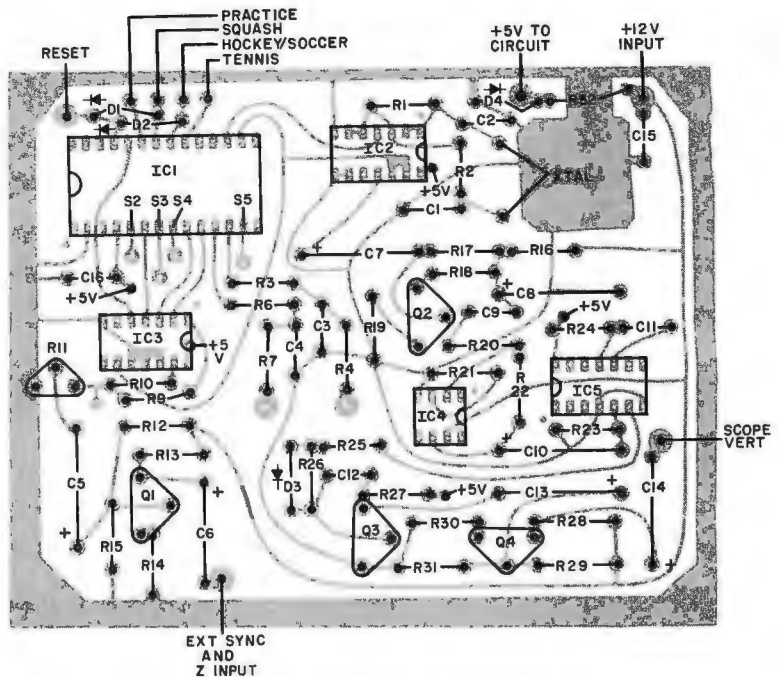 PRACTICE
SQUASH
HOCKEY/SOCCER
TENNIS
RESET
+5V TO
CIRCUIT
+12V
INPUT
D1
D2
R1
D4
C2
C15
IC1
IC2
R2
XTAL
+5V
C1
S2 S3 S4 S5
+ C7 R17 R16
R18
C16
+5V
R3
R6
+ C8
Q2
C9
+5V
C3
R19
R24 C11
IC3
+5
V
R7
C4
R4
R20
R11
R10
R9
R21
R
22
IC4
IC5
R12
R23
SCOPE
VERT
R13
R25
+ C10
R26
C12
D3
C5
Q1
+
C6
R27 +5V C13 +
C14
R30
R28
Q3
Q4
+
R15
R14
R31
R29
+
EXT SYNC
AND
Z INPUT